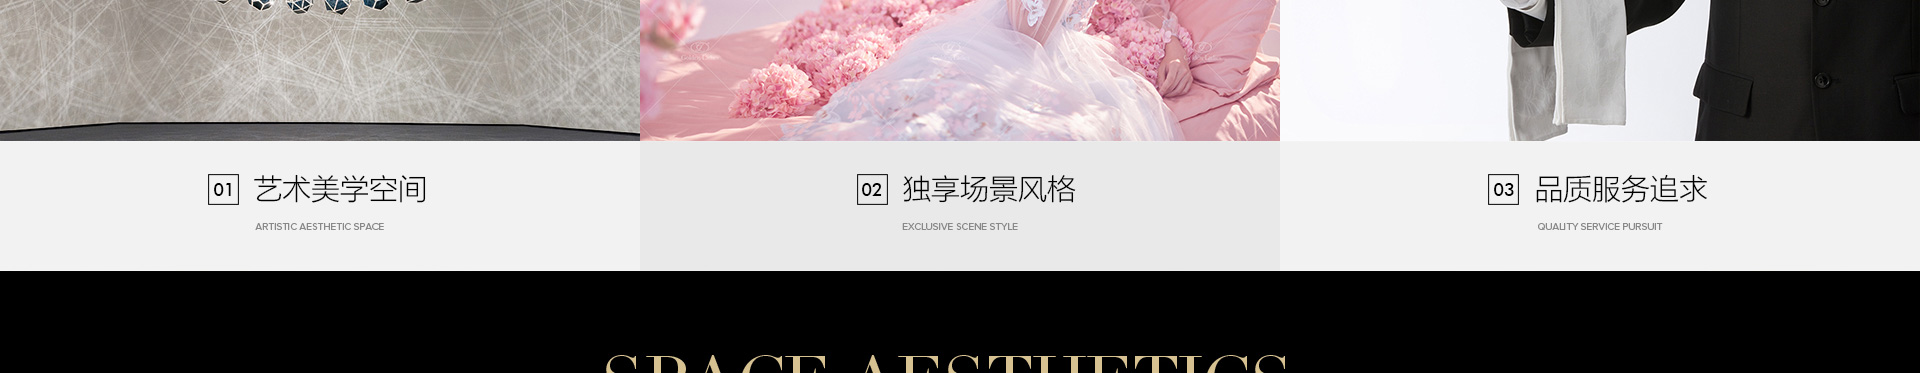 01 艺术美学空间
ARTISTIC AESTHETIC SPACE
02 独享场景风格
EXCLUSIVE SCENE STYLE
03 品质服务追求
QUALITY SERVICE PURSUIT
SPACE AESTHETICS